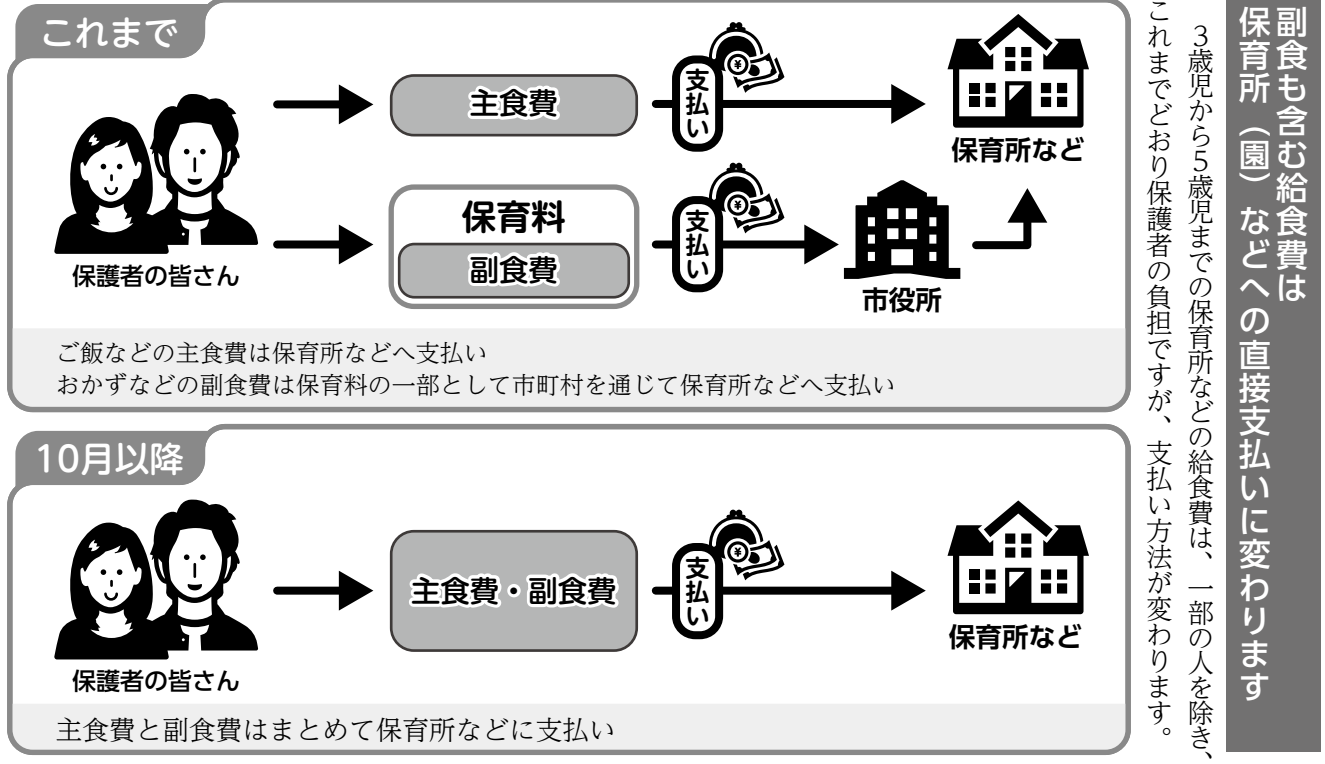 副食も含む給食費は
保育所（園）などへの直接支払いに変わります
３歳児から５歳児までの保育所などの給食費は、一部の人を除き、
これまでどおり保護者の負担ですが、支払い方法が変わります。
これまで
保護者の皆さん
主食費
支払い
保育所など
保育料
副食費
支払い
市役所
ご飯などの主食費は保育所などへ支払い
おかずなどの副食費は保育料の一部として市町村を通じて保育所などへ支払い
10月以降
保護者の皆さん
主食費・副食費
支払い
保育所など
主食費と副食費はまとめて保育所などに支払い